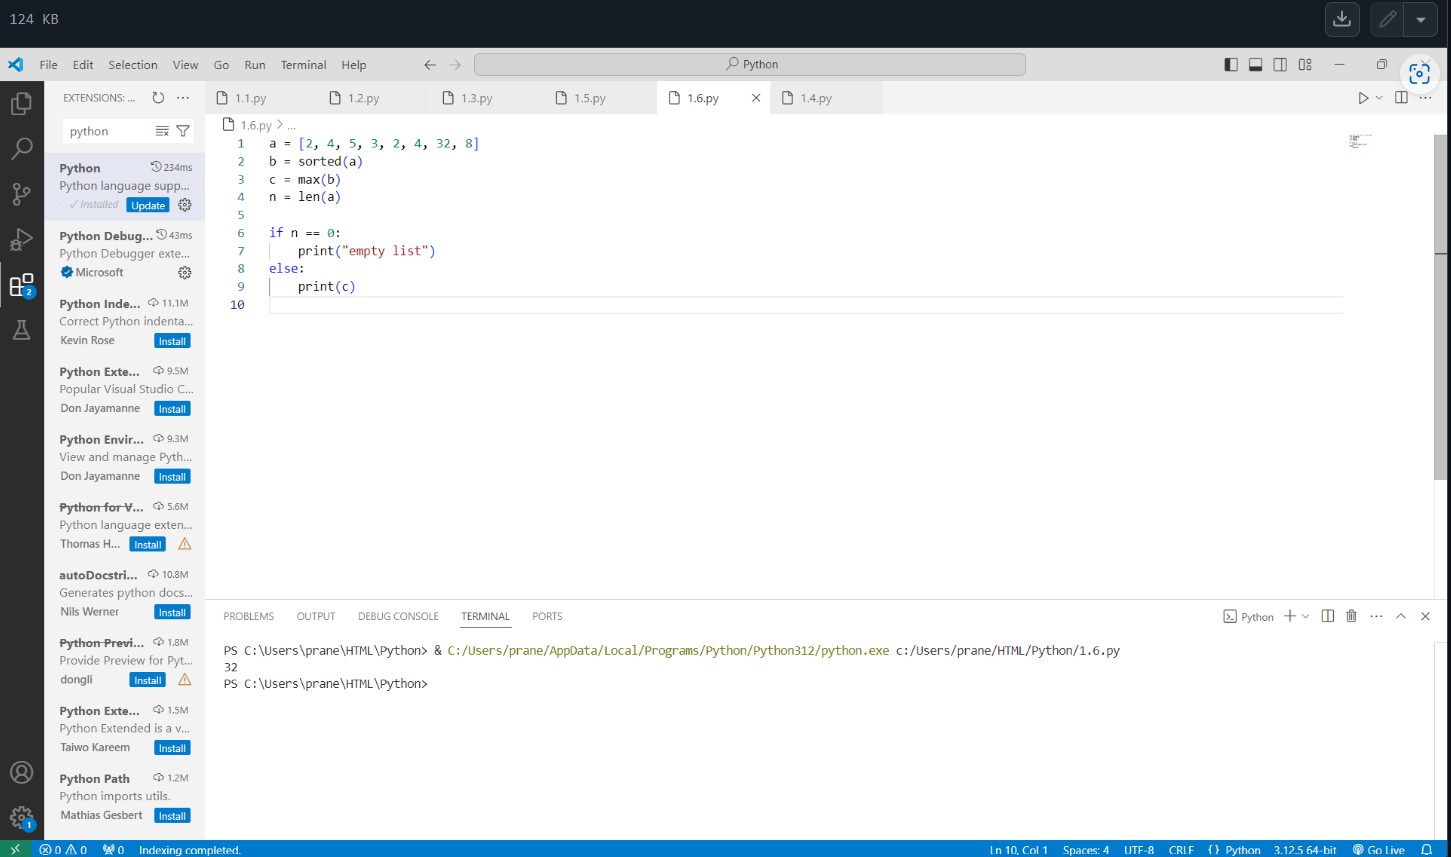 124 KB
File Edit Selection View Go Run Terminal Help
Python
EXTENSIONS: ...
python
Python 234ms
Python language supp...
Installed Update
Python Debug... 43ms
Python Debugger exte...
Microsoft
Python Inde... 11.1M
Correct Python indenta...
Kevin Rose Install
Python Exte... 9.5M
Popular Visual Studio C...
Don Jayamanne Install
Python Envir... 9.3M
View and manage Pyth...
Don Jayamanne Install
Python for V... 5.6M
Python language exten...
Thomas H... Install
autoDocstri... 10.8M
Generates python docs...
Nils Werner Install
Python Previ... 1.8M
Provide Preview for Pyt...
dongli Install
Python Exte... 1.5M
Python Extended is a v...
Taiwo Kareem Install
Python Path 1.2M
Python imports utils.
Mathias Gesbert Install
2
1
1.1.py 1.2.py 1.3.py 1.5.py 1.6.py 1.4.py
1.6.py > ...
1 a = [2, 4, 5, 3, 2, 4, 32, 8]
2 b = sorted(a)
3 c = max(b)
4 n = len(a)
5
6 if n == 0:
7     print("empty list")
8 else:
9     print(c)
10
PROBLEMS OUTPUT DEBUG CONSOLE TERMINAL PORTS
Python
PS C:\Users\prane\HTML\Python> & C:/Users/prane/AppData/Local/Programs/Python/Python312/python.exe c:/Users/prane/HTML/Python/1.6.py
32
PS C:\Users\prane\HTML\Python>
0 0 0 Indexing completed.
Ln 10, Col 1 Spaces: 4 UTF-8 CRLF {} Python 3.12.5 64-bit Go Live